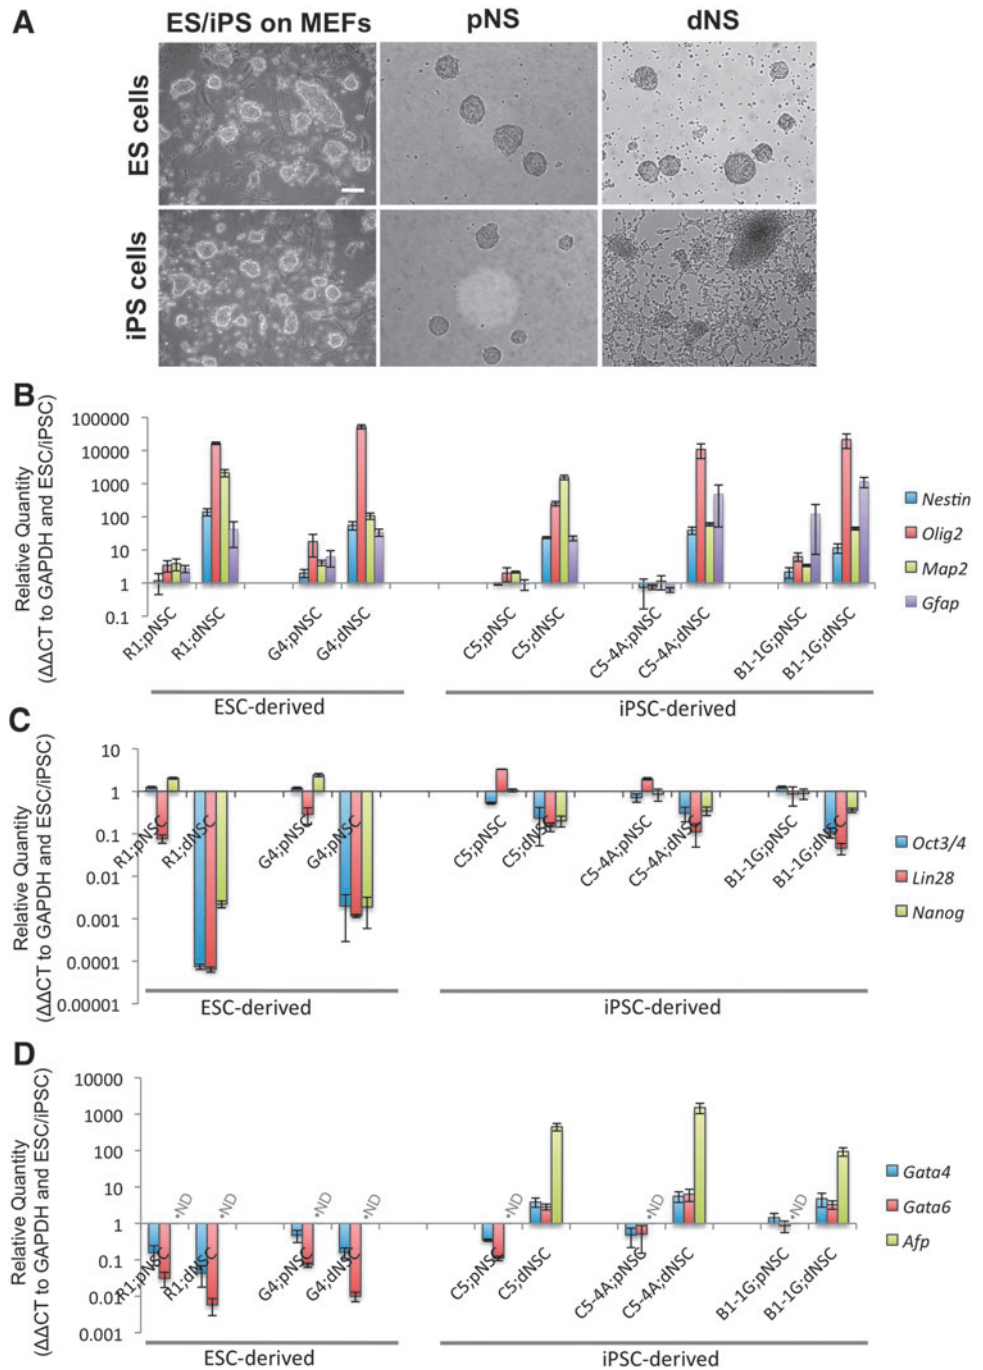 A
ES/iPS on MEFs
pNS
dNS
ES cells
iPS cells
B
Relative Quantity
(ΔΔCT to GAPDH and ESC/iPSC)
100000
10000
1000
100
10
1
0.1
R1;pNSC
R1;dNSC
G4;pNSC
G4;dNSC
C5;pNSC
C5;dNSC
C5-4A;pNSC
C5-4A;dNSC
B1-1G;pNSC
B1-1G;dNSC
Nestin
Olig2
Map2
Gfap
ESC-derived
iPSC-derived
C
Relative Quantity
(ΔΔCT to GAPDH and ESC/iPSC)
10
1
0.1
0.01
0.001
0.0001
0.00001
R1;pNSC
R1;dNSC
G4;pNSC
G4;pNSC
C5;pNSC
C5;dNSC
C5-4A;pNSC
C5-4A;dNSC
B1-1G;pNSC
B1-1G;dNSC
Oct3/4
Lin28
Nanog
ESC-derived
iPSC-derived
D
Relative Quantity
(ΔΔCT to GAPDH and ESC/iPSC)
10000
1000
100
10
1
0.1
0.01
0.001
*ND
*ND
*ND
*ND
*ND
*ND
*ND
R1;pNSC
R1;dNSC
G4;pNSC
G4;dNSC
C5;pNSC
C5;dNSC
C5-4A;pNSG
C5-4A;dNSC
B1-1G;pNSC
B1-1G;dNSC
Gata4
Gata6
Afp
ESC-derived
iPSC-derived